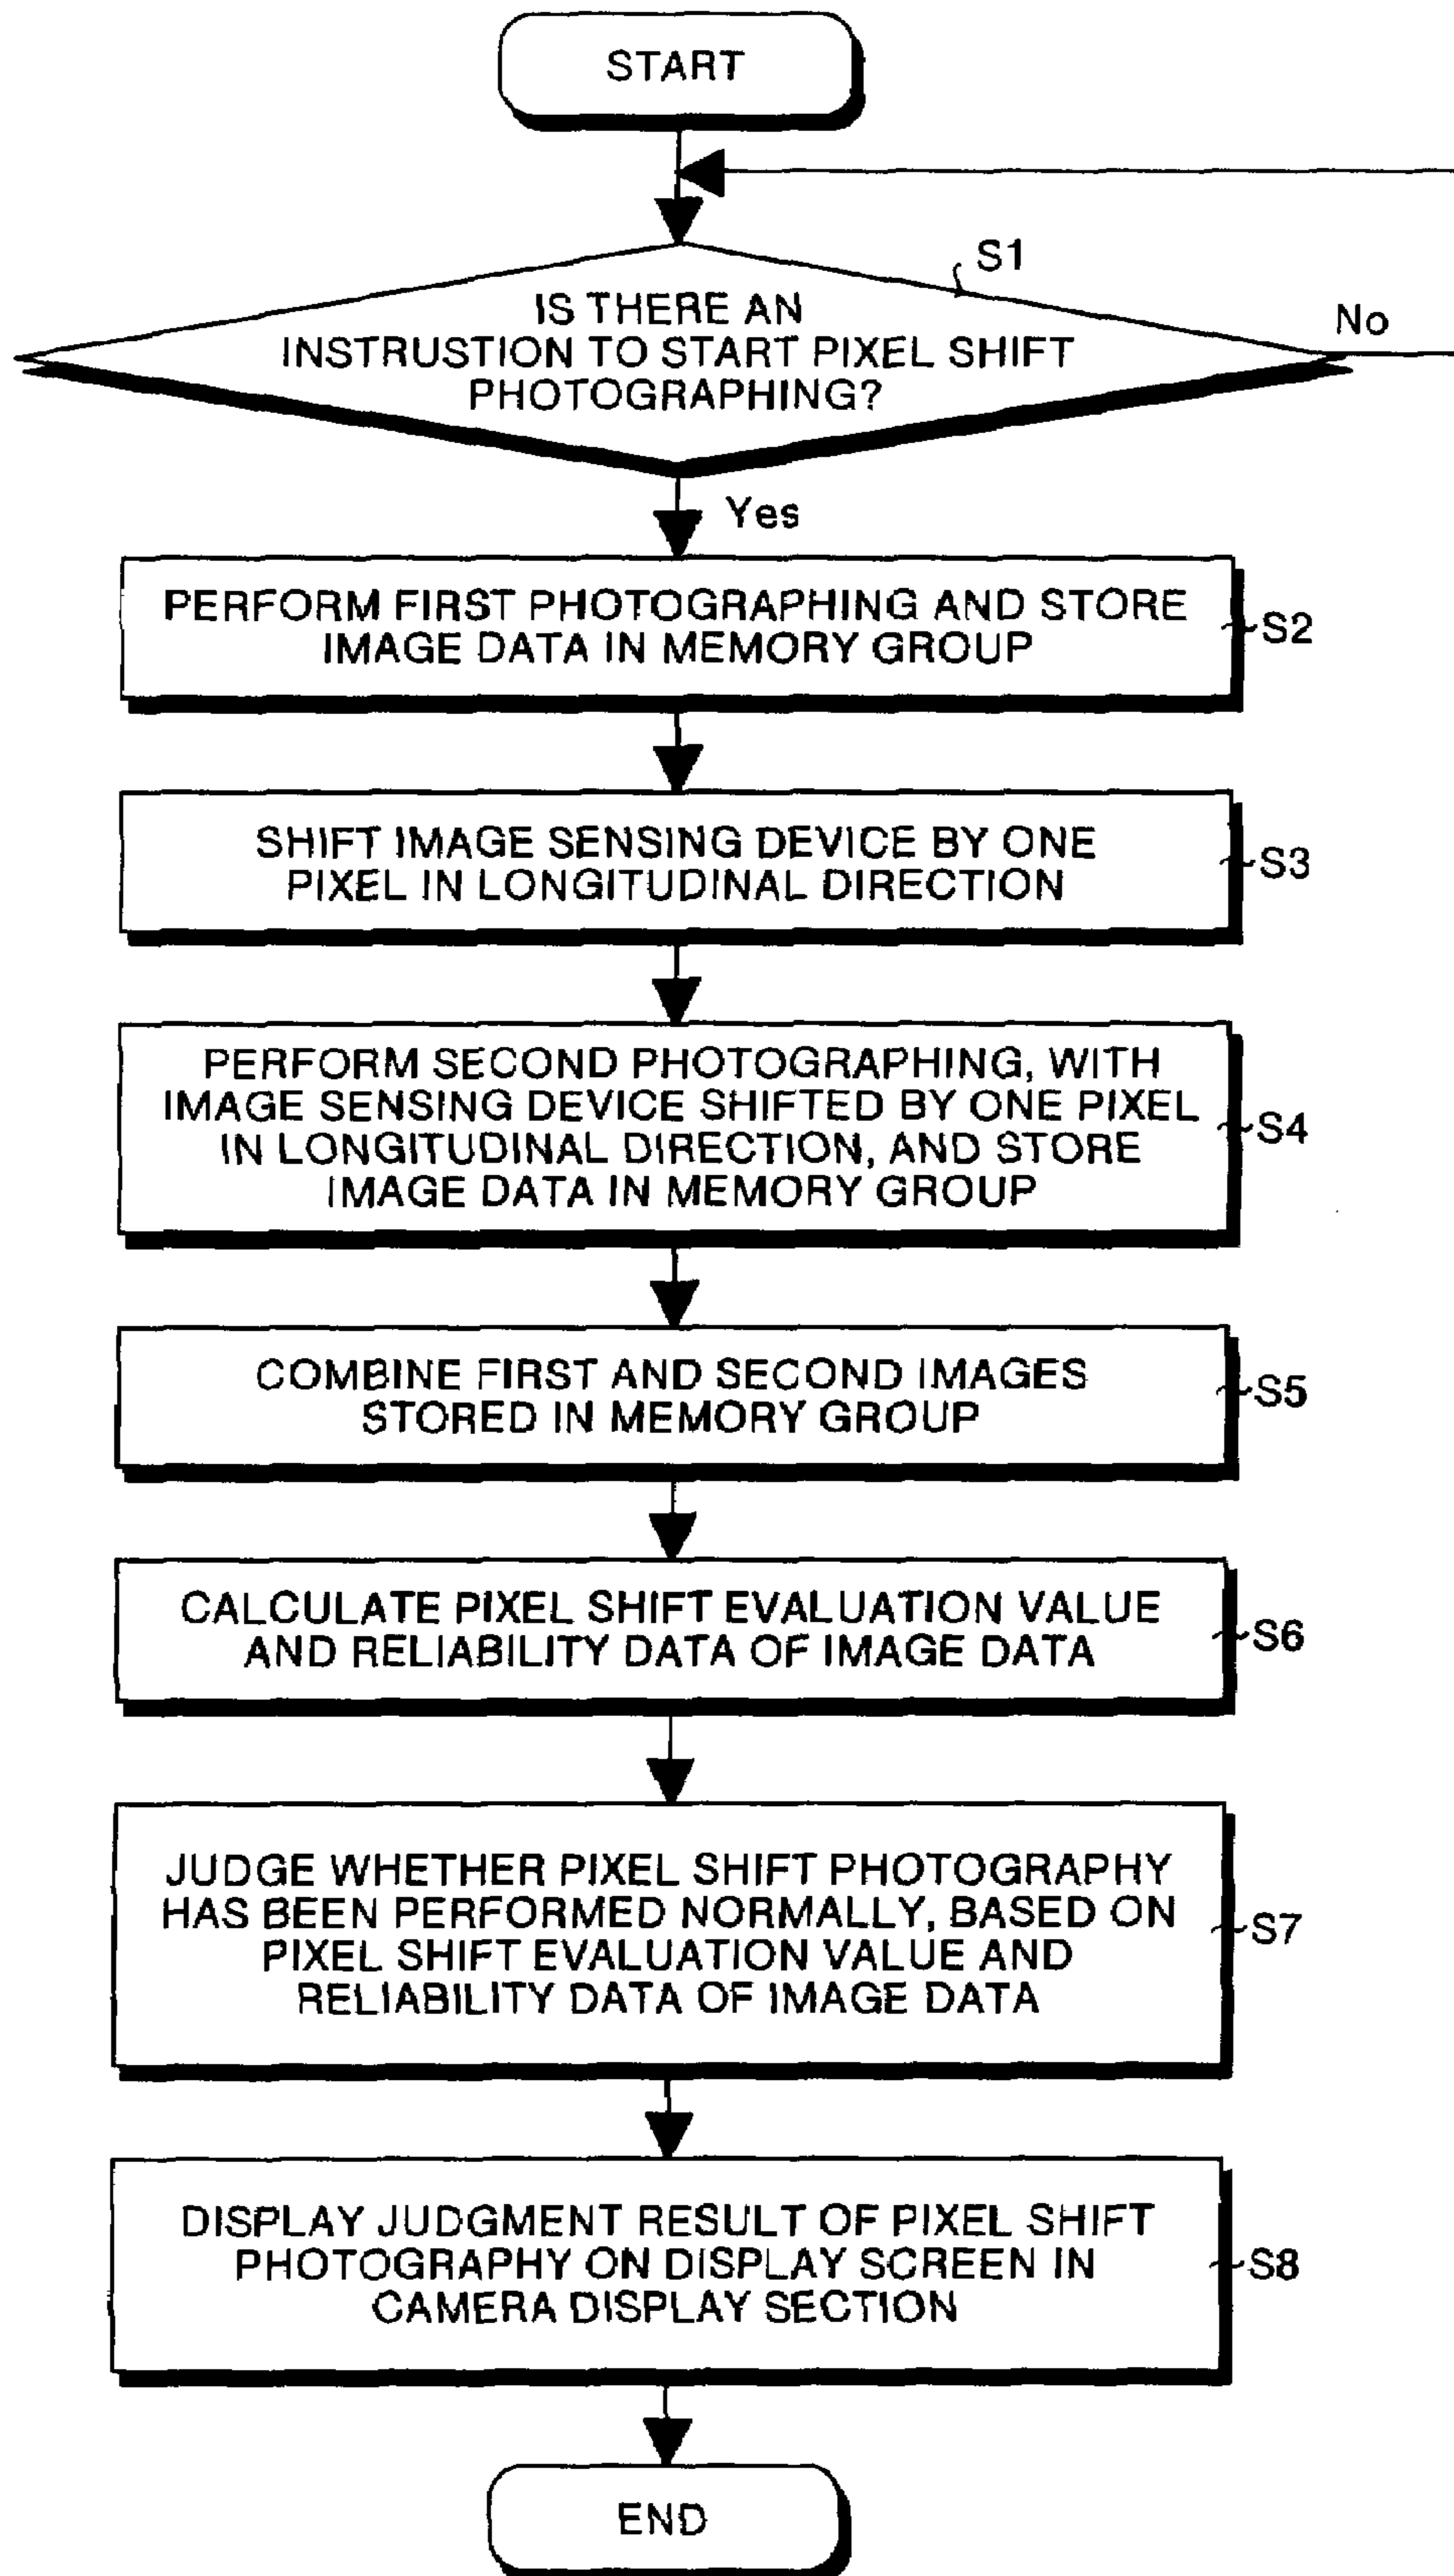 START
S1
IS THERE AN
INSTRUSTION TO START PIXEL SHIFT
PHOTOGRAPHING?
No
Yes
PERFORM FIRST PHOTOGRAPHING AND STORE
IMAGE DATA IN MEMORY GROUP
S2
SHIFT IMAGE SENSING DEVICE BY ONE
PIXEL IN LONGITUDINAL DIRECTION
S3
PERFORM SECOND PHOTOGRAPHING, WITH
IMAGE SENSING DEVICE SHIFTED BY ONE PIXEL
IN LONGITUDINAL DIRECTION, AND STORE
IMAGE DATA IN MEMORY GROUP
S4
COMBINE FIRST AND SECOND IMAGES
STORED IN MEMORY GROUP
S5
CALCULATE PIXEL SHIFT EVALUATION VALUE
AND RELIABILITY DATA OF IMAGE DATA
S6
JUDGE WHETHER PIXEL SHIFT PHOTOGRAPHY
HAS BEEN PERFORMED NORMALLY, BASED ON
PIXEL SHIFT EVALUATION VALUE AND
RELIABILITY DATA OF IMAGE DATA
S7
DISPLAY JUDGMENT RESULT OF PIXEL SHIFT
PHOTOGRAPHY ON DISPLAY SCREEN IN
CAMERA DISPLAY SECTION
S8
END